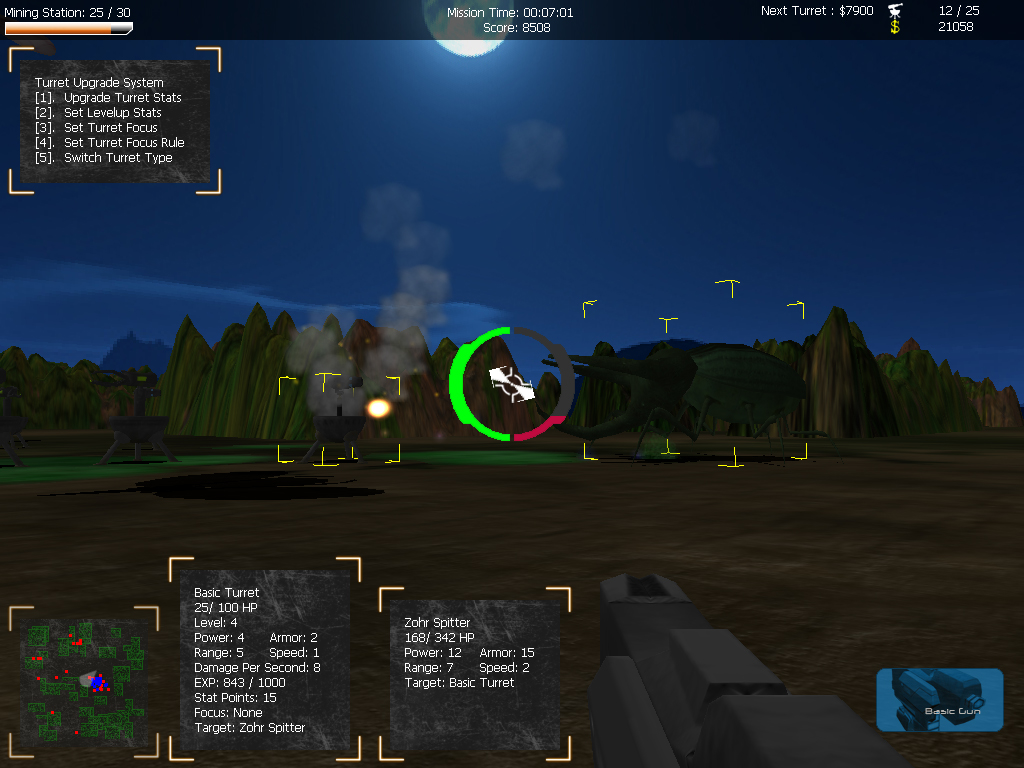 Mining Station: 25 / 30
Mission Time: 00:07:01
Score: 8508
Next Turret : $7900
12 / 25
$
21058
Turret Upgrade System
[1]. Upgrade Turret Stats
[2]. Set Levelup Stats
[3]. Set Turret Focus
[4]. Set Turret Focus Rule
[5]. Switch Turret Type
Basic Turret
25/ 100 HP
Level: 4
Power: 4 Armor: 2
Range: 5 Speed: 1
Damage Per Second: 8
EXP: 843 / 1000
Stat Points: 15
Focus: None
Target: Zohr Spitter
Zohr Spitter
168/ 342 HP
Power: 12 Armor: 15
Range: 7 Speed: 2
Target: Basic Turret
Basic Gun